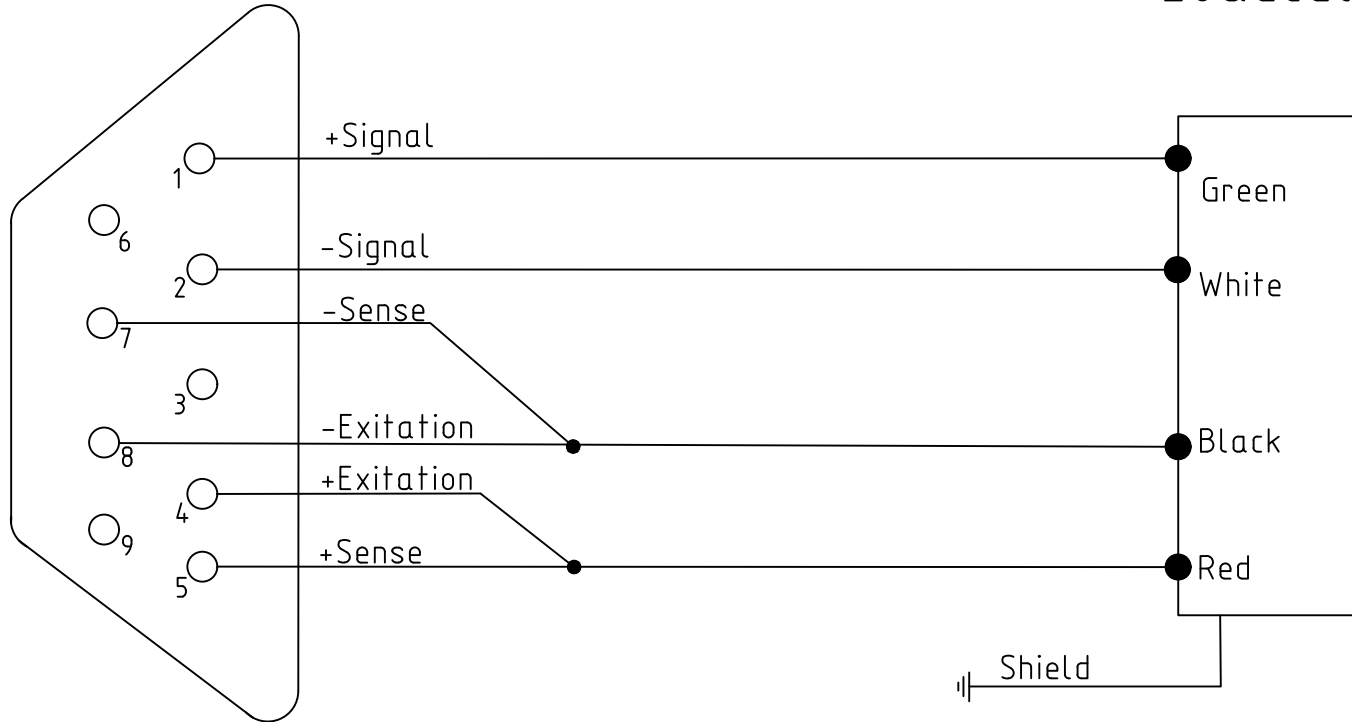 +Signal
1
Green
6
-Signal
2
White
-Sense
7
3
-Exitation
8
Black
+Exitation
4
9
+Sense
5
Red
Shield